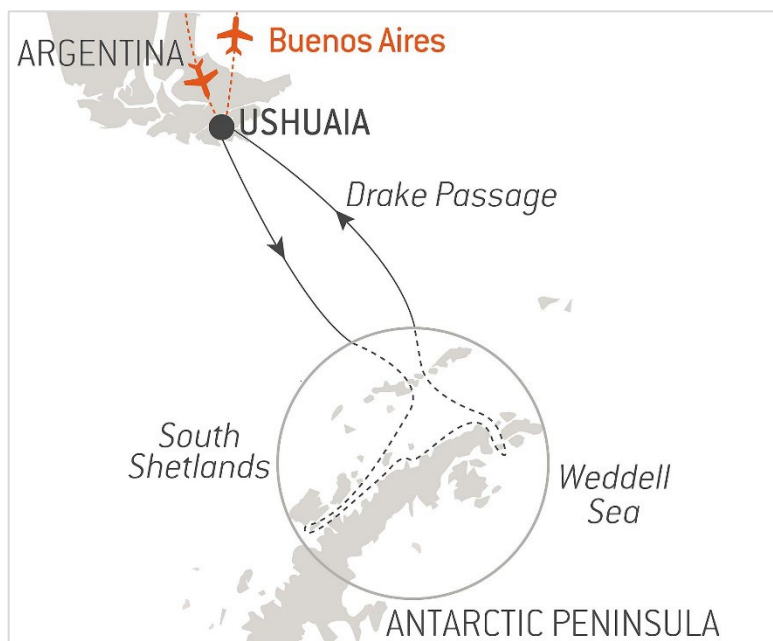 ARGENTINA
Buenos Aires
USHUAIA
Drake Passage
South
Shetlands
Weddell
Sea
ANTARCTIC PENINSULA